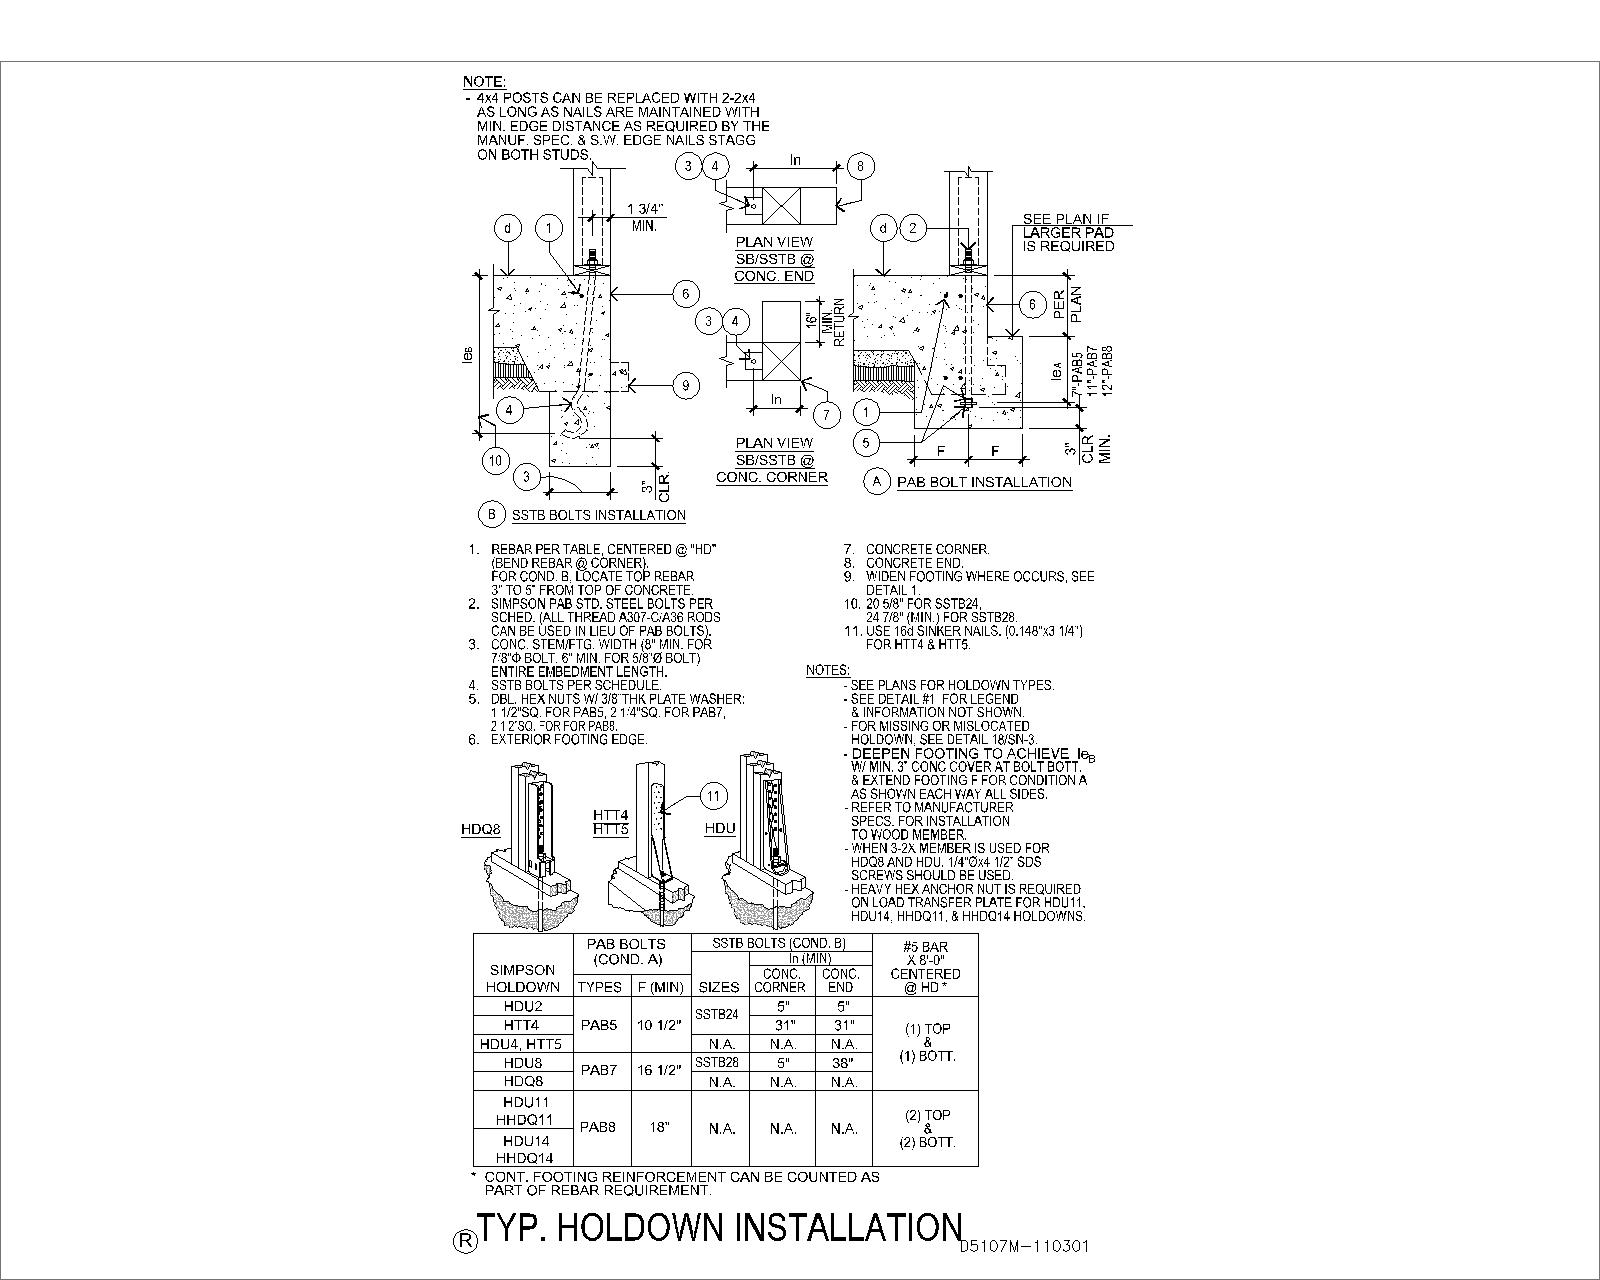 NOTE:
- 4x4 POSTS CAN BE REPLACED WITH 2-2x4
AS LONG AS NAILS ARE MAINTAINED WITH
MIN. EDGE DISTANCE AS REQUIRED BY THE
MANUF. SPEC. & S.W. EDGE NAILS STAGG
ON BOTH STUDS.
1 3/4"
MIN.
d
1
6
9
4
10
3
leB
3"
CLR.
B SSTB BOLTS INSTALLATION
3
4
ln
8
PLAN VIEW
SB/SSTB @
CONC. END
3
4
16"
MIN.
RETURN
ln
7
PLAN VIEW
SB/SSTB @
CONC. CORNER
d
2
SEE PLAN IF
LARGER PAD
IS REQUIRED
6
PER
PLAN
leA
7"-PAB5
11"-PAB7
12"-PAB8
1
5
F
F
3"
CLR
MIN.
A PAB BOLT INSTALLATION
1. REBAR PER TABLE, CENTERED @ "HD"
(BEND REBAR @ CORNER).
FOR COND. B, LOCATE TOP REBAR
3" TO 5" FROM TOP OF CONCRETE.
2. SIMPSON PAB STD. STEEL BOLTS PER
SCHED. (ALL THREAD A307-C/A36 RODS
CAN BE USED IN LIEU OF PAB BOLTS).
3. CONC. STEM/FTG. WIDTH (8" MIN. FOR
7/8"Φ BOLT. 6" MIN. FOR 5/8"Ø BOLT)
ENTIRE EMBEDMENT LENGTH.
4. SSTB BOLTS PER SCHEDULE.
5. DBL. HEX NUTS W/ 3/8"THK PLATE WASHER:
1 1/2"SQ. FOR PAB5, 2 1/4"SQ. FOR PAB7,
2 1/2"SQ. FOR FOR PAB8.
6. EXTERIOR FOOTING EDGE.
7. CONCRETE CORNER.
8. CONCRETE END.
9. WIDEN FOOTING WHERE OCCURS, SEE
DETAIL 1.
10. 20 5/8" FOR SSTB24,
24 7/8" (MIN.) FOR SSTB28.
11. USE 16d SINKER NAILS. (0.148"x3 1/4")
FOR HTT4 & HTT5.
NOTES:
- SEE PLANS FOR HOLDOWN TYPES.
- SEE DETAIL #1 FOR LEGEND
& INFORMATION NOT SHOWN.
- FOR MISSING OR MISLOCATED
HOLDOWN, SEE DETAIL 18/SN-3.
- DEEPEN FOOTING TO ACHIEVE leB
W/ MIN. 3" CONC COVER AT BOLT BOTT.
& EXTEND FOOTING F FOR CONDITION A
AS SHOWN EACH WAY ALL SIDES.
- REFER TO MANUFACTURER
SPECS. FOR INSTALLATION
TO WOOD MEMBER.
- WHEN 3-2X MEMBER IS USED FOR
HDQ8 AND HDU. 1/4"Øx4 1/2" SDS
SCREWS SHOULD BE USED.
- HEAVY HEX ANCHOR NUT IS REQUIRED
ON LOAD TRANSFER PLATE FOR HDU11,
HDU14, HHDQ11, & HHDQ14 HOLDOWNS.
HDQ8
HTT4
HTT5
11
HDU
SIMPSON
HOLDOWN
PAB BOLTS
(COND. A)
TYPES
F (MIN)
SSTB BOLTS (COND. B)
SIZES
ln (MIN)
CONC.
CORNER
CONC.
END
#5 BAR
X 8'-0"
CENTERED
@ HD *
HDU2
HTT4
HDU4, HTT5
PAB5
10 1/2"
SSTB24
5"
5"
31"
31"
N.A.
N.A.
N.A.
HDU8
HDQ8
PAB7
16 1/2"
SSTB28
5"
38"
N.A.
N.A.
N.A.
(1) TOP
&
(1) BOTT.
HDU11
HHDQ11
HDU14
HHDQ14
PAB8
18"
N.A.
N.A.
N.A.
(2) TOP
&
(2) BOTT.
* CONT. FOOTING REINFORCEMENT CAN BE COUNTED AS
PART OF REBAR REQUIREMENT.
R TYP. HOLDOWN INSTALLATION
D5107M-110301